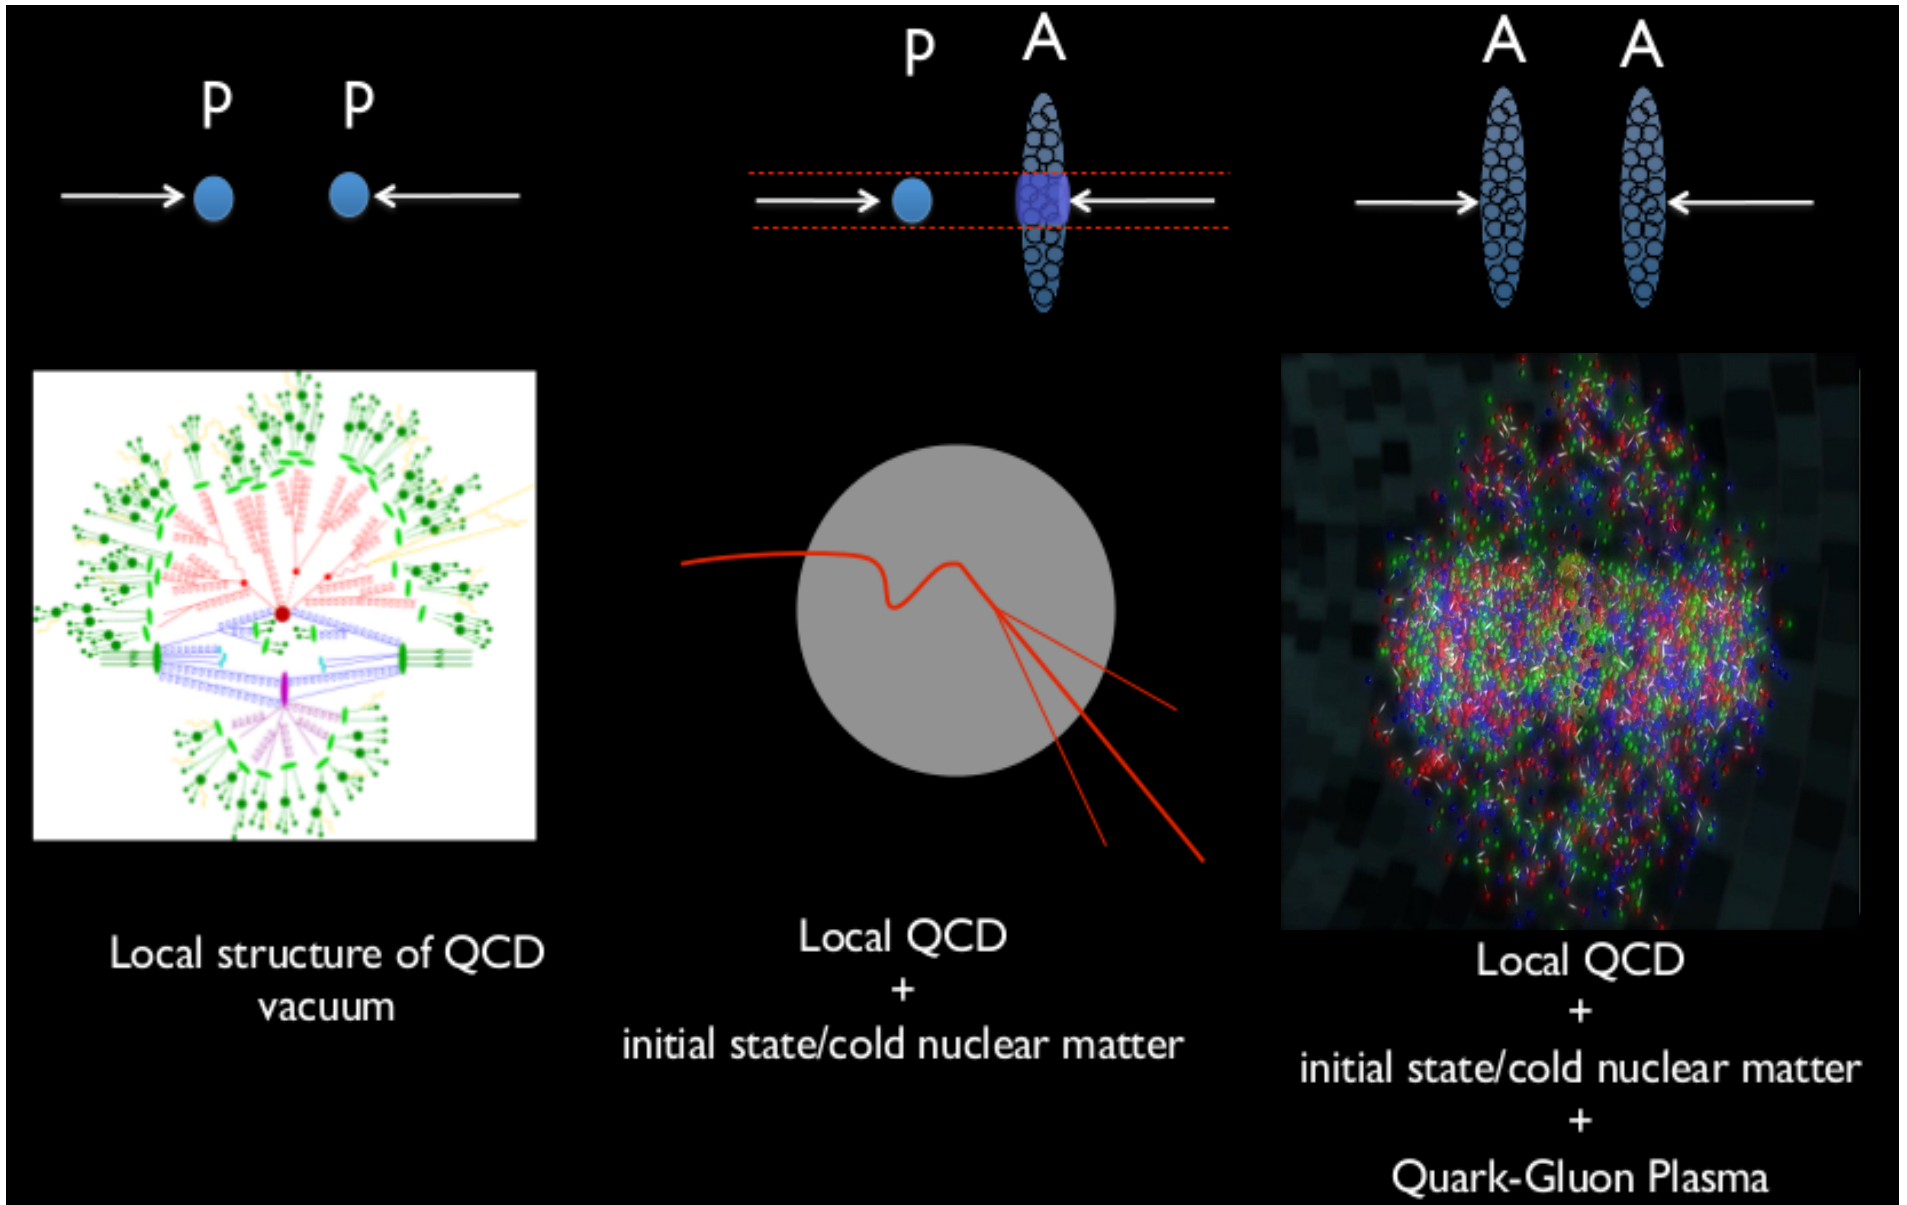 p p
p A
A A
Local structure of QCD
vacuum
Local QCD
+
initial state/cold nuclear matter
Local QCD
+
initial state/cold nuclear matter
+
Quark-Gluon Plasma